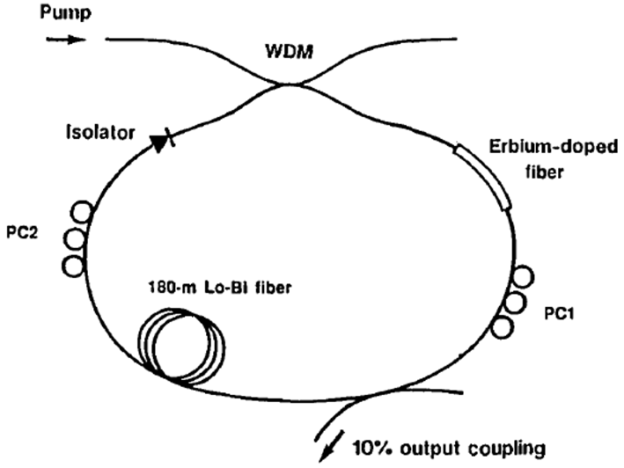 Pump
WDM
Isolator
Erbium-doped
fiber
PC2
180-m Lo-Bi fiber
PC1
10% output coupling